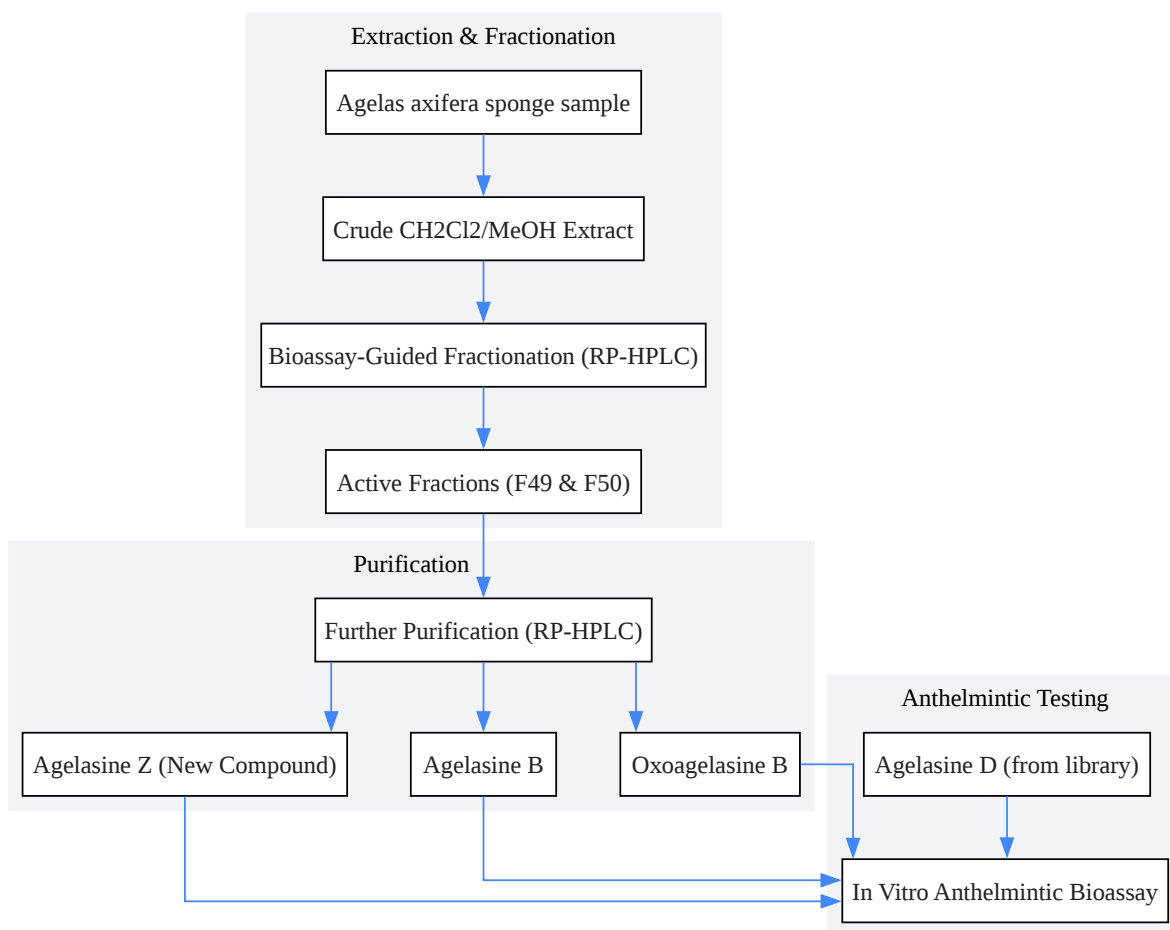 Extraction & Fractionation
Agelas axifera sponge sample
Crude CH2Cl2/MeOH Extract
Bioassay-Guided Fractionation (RP-HPLC)
Active Fractions (F49 & F50)
Purification
Further Purification (RP-HPLC)
Agelasine Z (New Compound)
Agelasine B
Oxoagelasine B
Anthelmintic Testing
Agelasine D (from library)
In Vitro Anthelmintic Bioassay